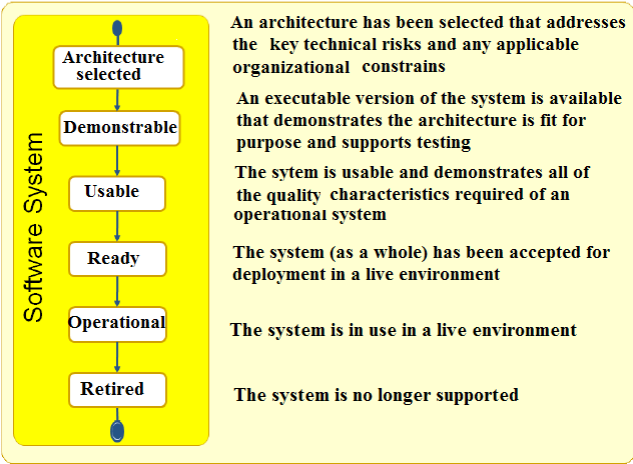 Software System
Architecture
selected
An architecture has been selected that addresses
the key technical risks and any applicable
organizational constrains
Demonstrable
An executable version of the system is available
that demonstrates the architecture is fit for
purpose and supports testing
Usable
The sytem is usable and demonstrates all of
the quality characteristics required of an
operational system
Ready
The system (as a whole) has been accepted for
deployment in a live environment
Operational
The system is in use in a live environment
Retired
The system is no longer supported